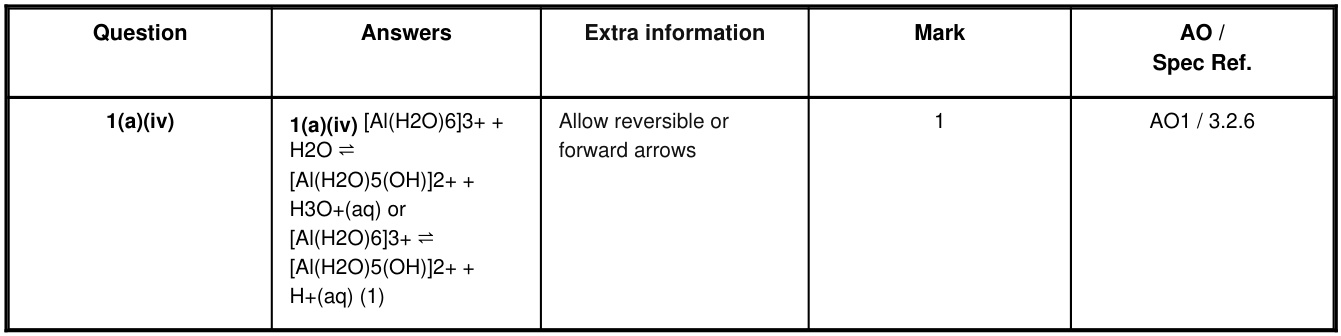 Question
Answers
Extra information
Mark
AO /
Spec Ref.
1(a)(iv)
1(a)(iv) [Al(H2O)6]3+ +
H2O ⇌
[Al(H2O)5(OH)]2+ +
H3O+(aq) or
[Al(H2O)6]3+ ⇌
[Al(H2O)5(OH)]2+ +
H+(aq) (1)
Allow reversible or
forward arrows
1
AO1 / 3.2.6